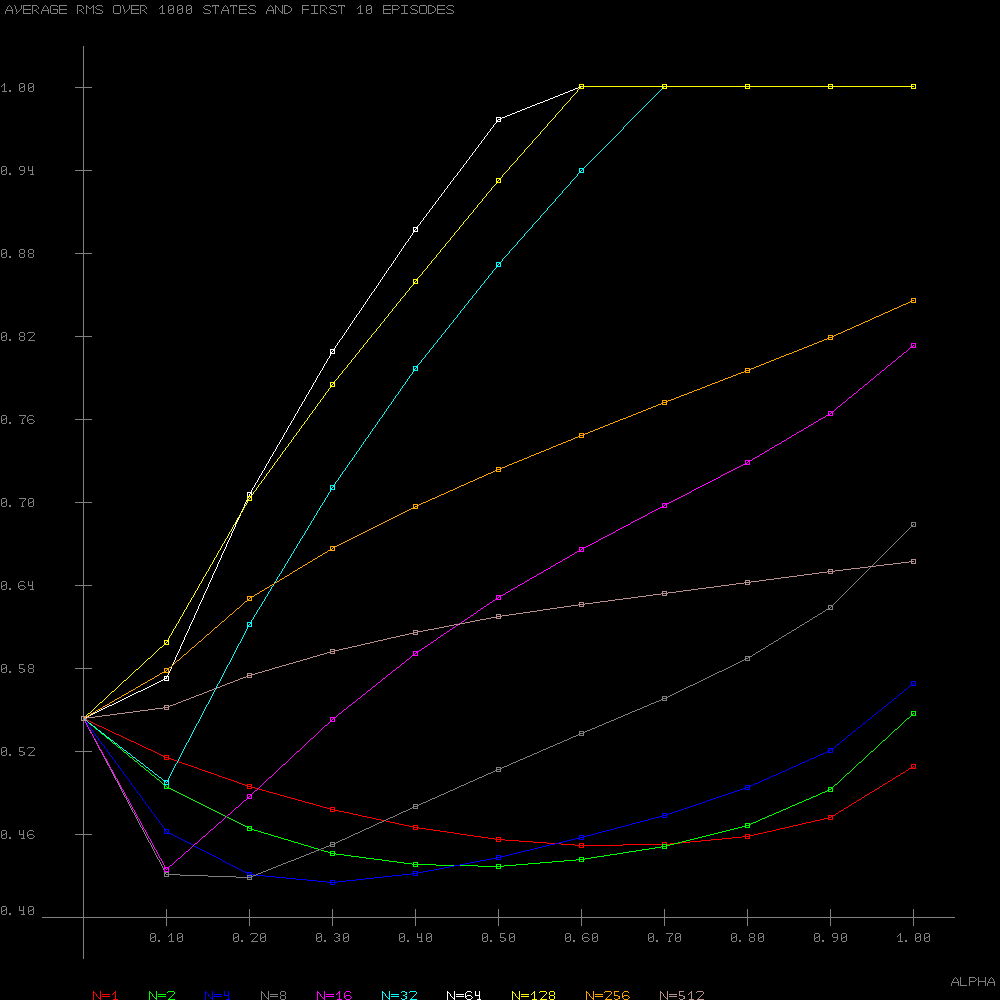 AVERAGE RMS OVER 1000 STATES AND FIRST 10 EPISODES
1.00
0.94
0.88
0.82
0.76
0.70
0.64
0.58
0.52
0.46
0.40
0.10 0.20 0.30 0.40 0.50 0.60 0.70 0.80 0.90 1.00
ALPHA
N=1 N=2 N=4 N=8 N=16 N=32 N=64 N=128 N=256 N=512